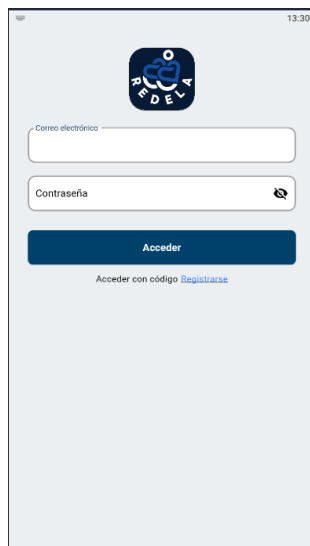 13:30
REDELA
Correo electrónico
Contraseña
Acceder
Acceder con código Registrarse